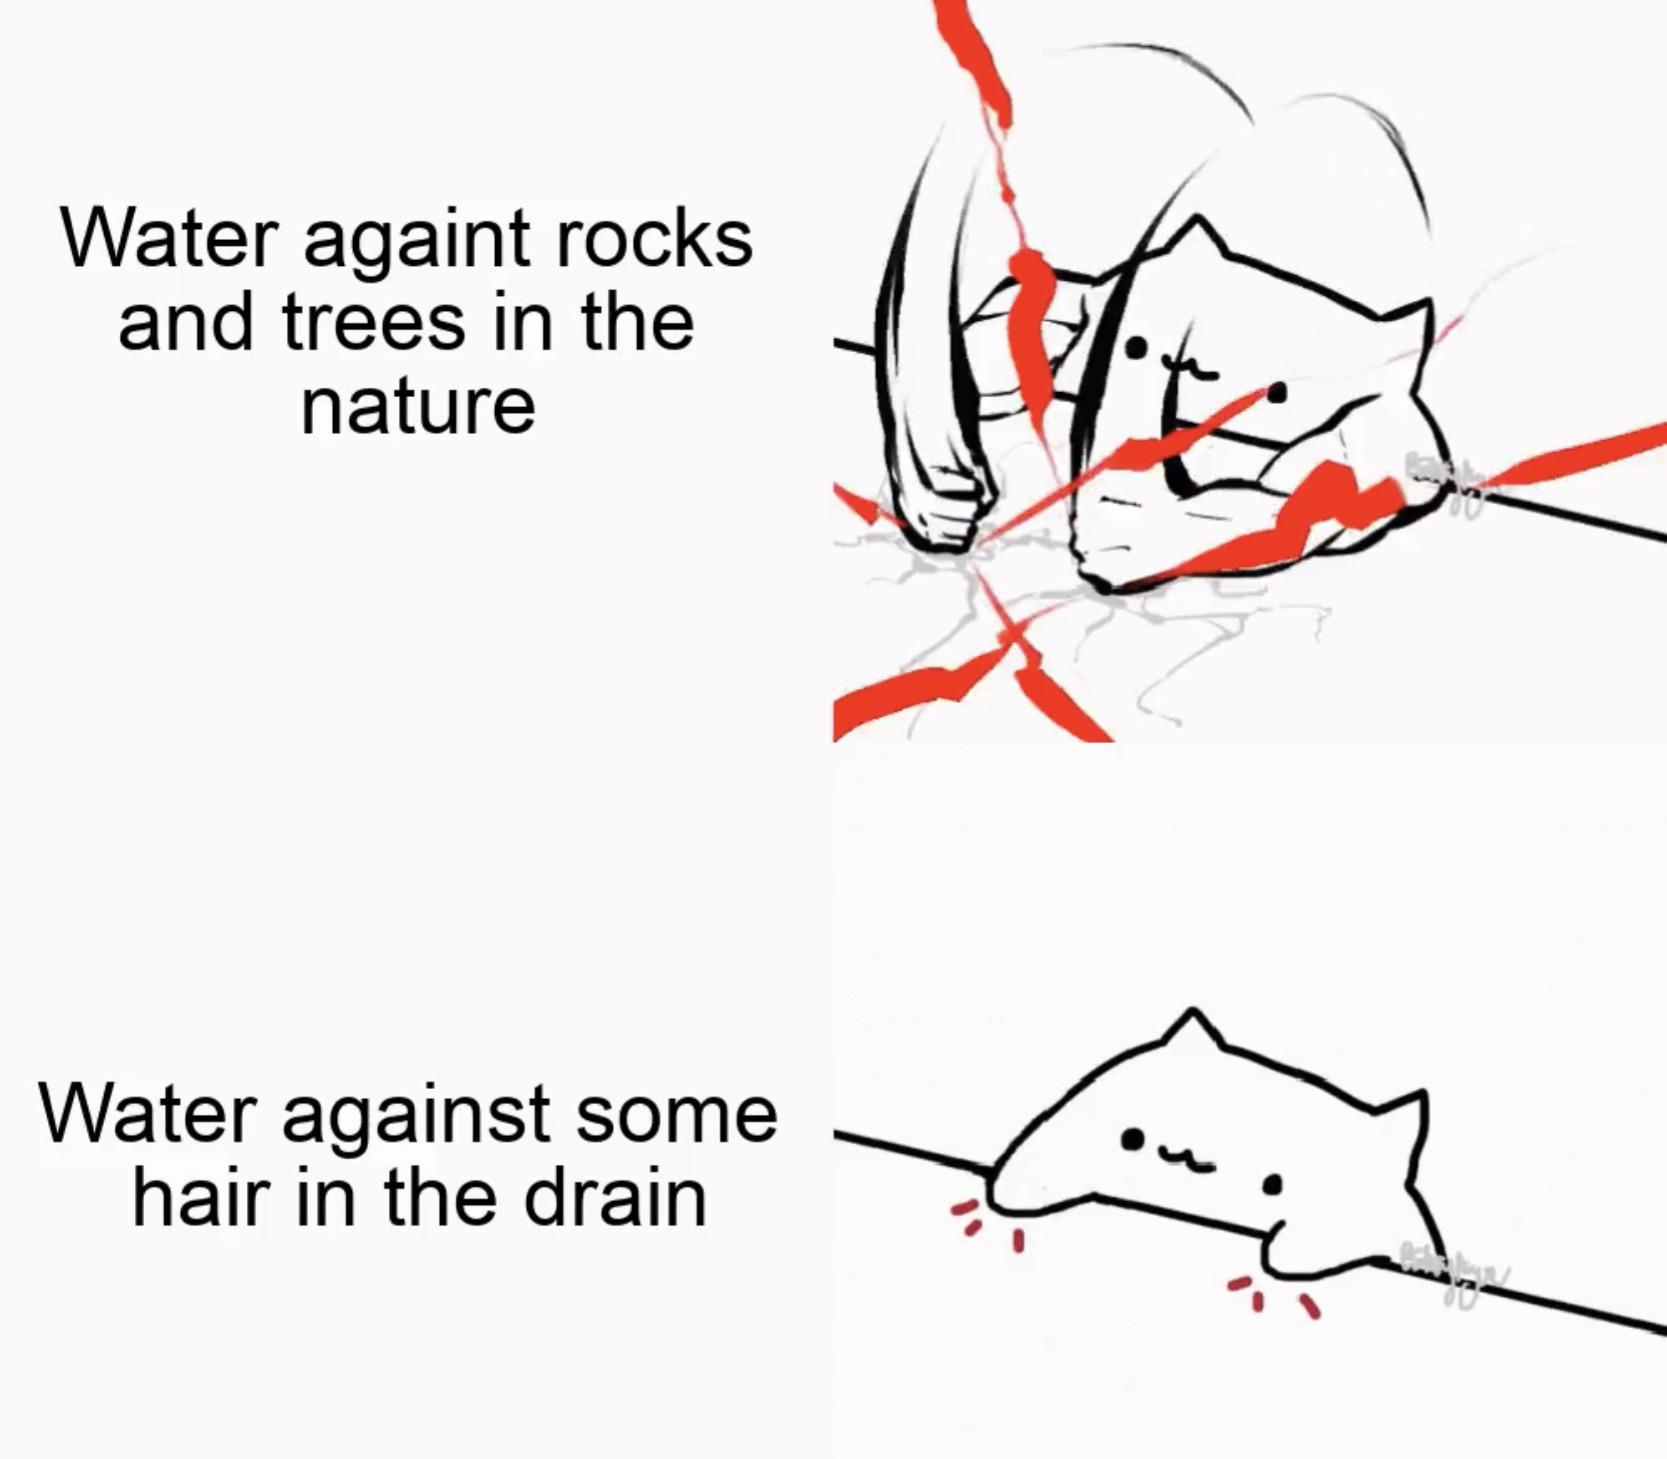 Water againt rocks
and trees in the
nature
Water against some
hair in the drain